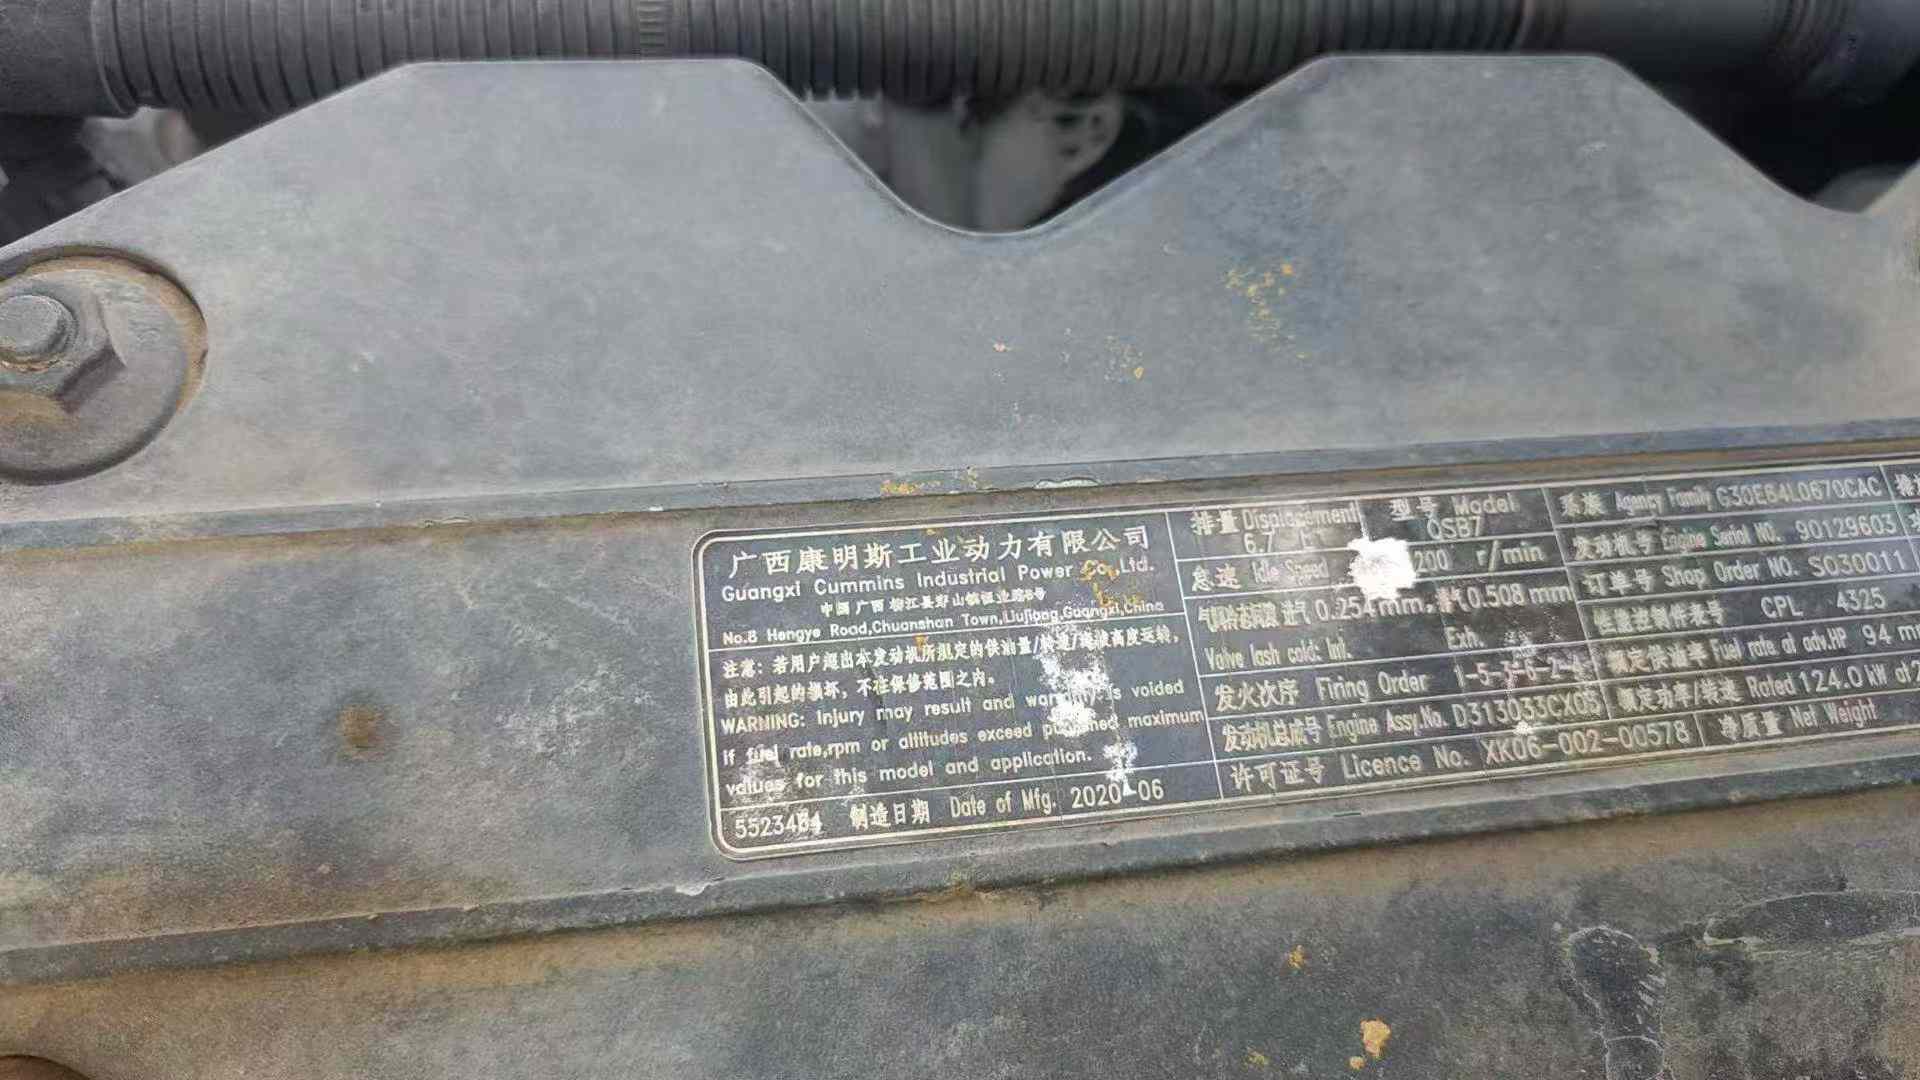 广西康明斯工业动力有限公司
Guangxi Cummins Industrial Power Co.,Ltd.
中国 广西 柳江县穿山镇恒业路8号
No.8 Hengye Road,Chuanshan Town,Liujiang,Guangxi,China
注意：若用户超出本发动机所规定的供油量/转速/海拔高度运转，
由此引起的损坏，不在保修范围之内。
WARNING: Injury may result and warranty is voided
if fuel rate,rpm or altitudes exceed published maximum
values for this model and application.
5523464 制造日期 Date of Mfg. 2020-06
排量 Displacement 型号 Model
6.7 L QSB7
怠速 Idle Speed 200 r/min
气门冷态间隙 进气 0.254mm, 气 0.508 mm
Valve lash cold: Int. Exh.
发火次序 Firing Order 1-5-3-6-2-4
发动机总成号 Engine Assy.No. D313033CX03
许可证号 Licence No. XK06-002-00578
系族 Agency Family G30E84L0670CAC
发动机号 Engine Serial NO. 90129603
订单号 Shop Order NO. SO30011
性能控制件表号 CPL 4325
额定供油率 Fuel rate at adv.HP 94
额定功率/转速 Rated 124.0 kW at
净质量 Net Weight